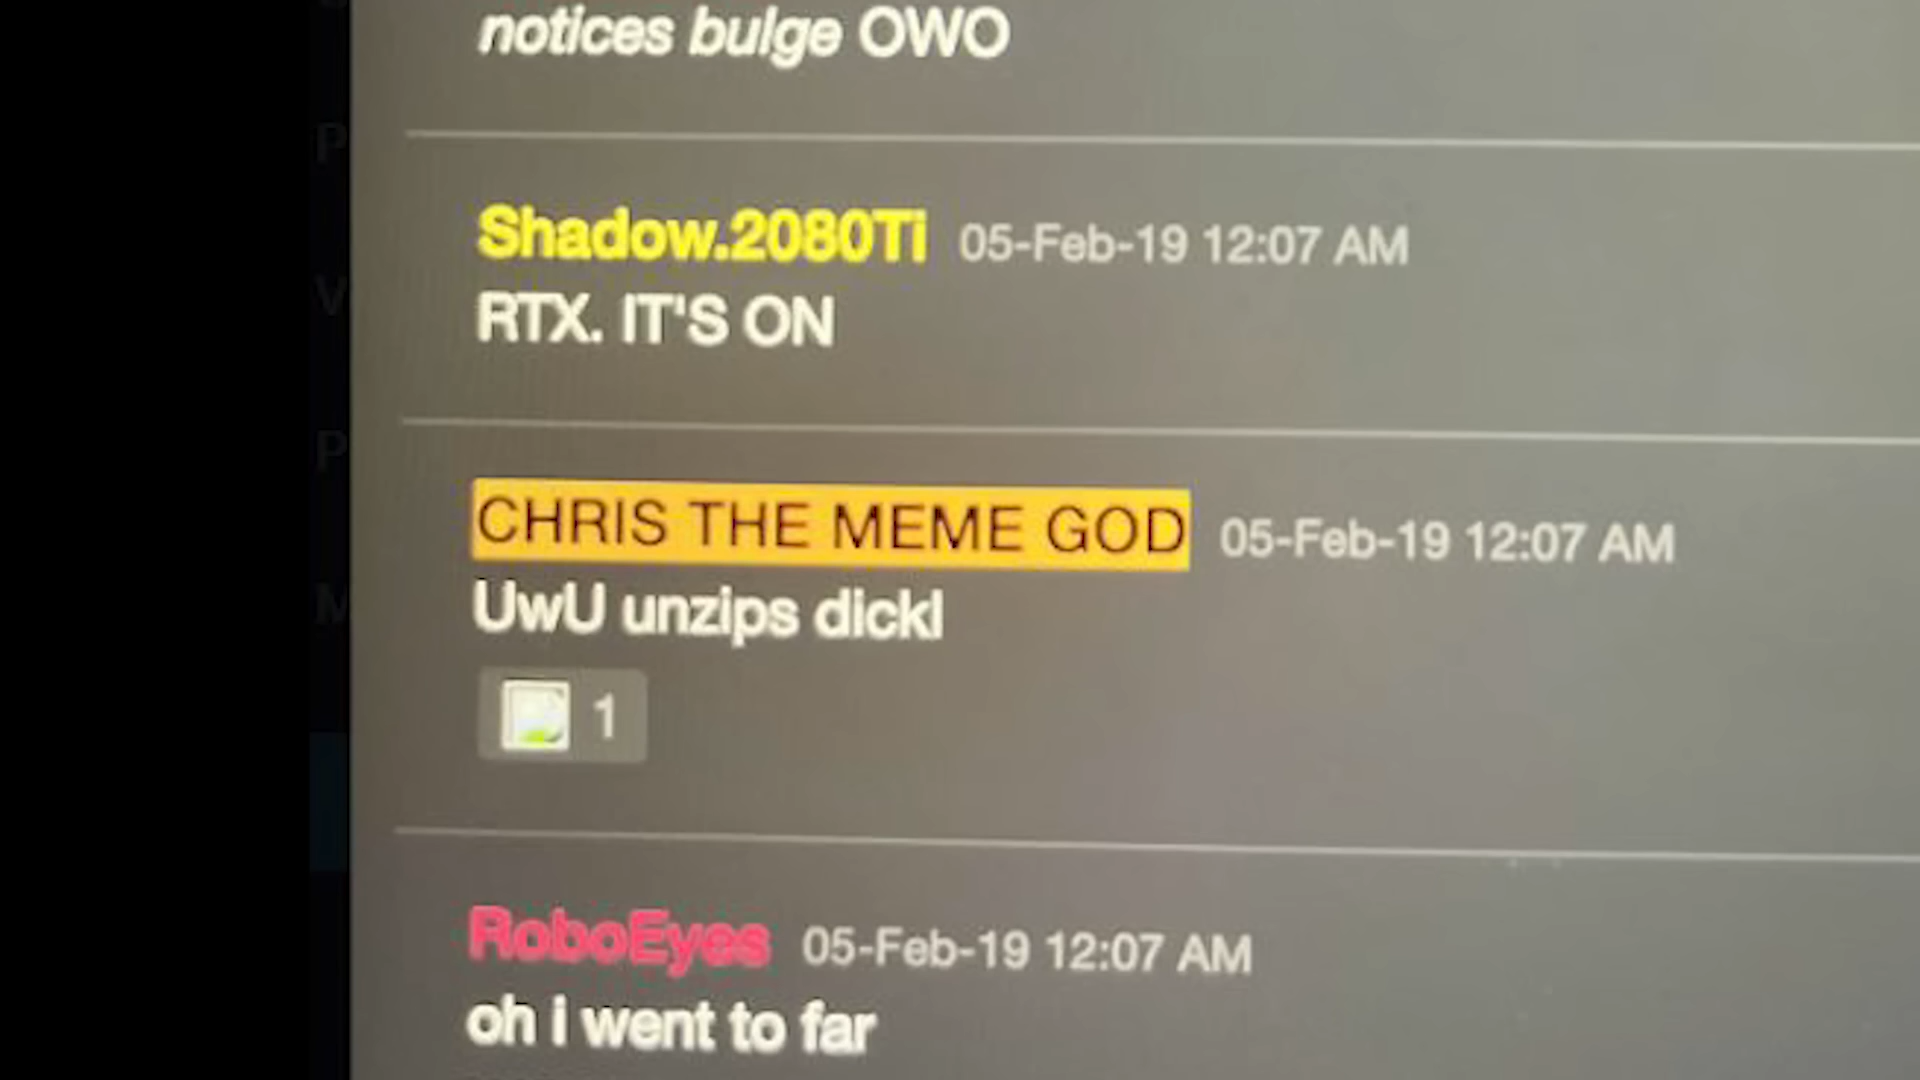 notices bulge OWO
Shadow.2080Ti 05-Feb-19 12:07 AM
RTX. IT'S ON
CHRIS THE MEME GOD 05-Feb-19 12:07 AM
UwU unzips dickl
1
RoboEyes 05-Feb-19 12:07 AM
oh i went to far
P
V
P
M